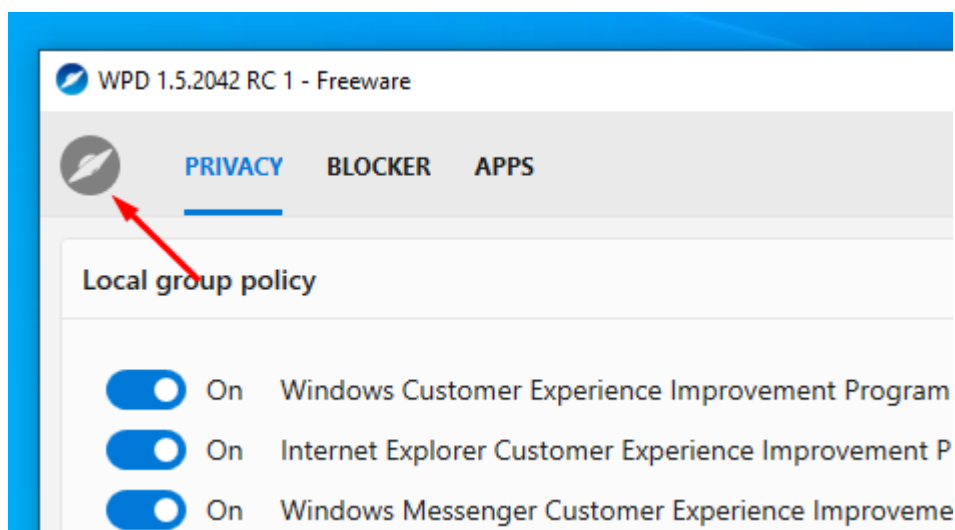 WPD 1.5.2042 RC 1 - Freeware
PRIVACY BLOCKER APPS
Local group policy
On Windows Customer Experience Improvement Program
On Internet Explorer Customer Experience Improvement P
On Windows Messenger Customer Experience Improveme